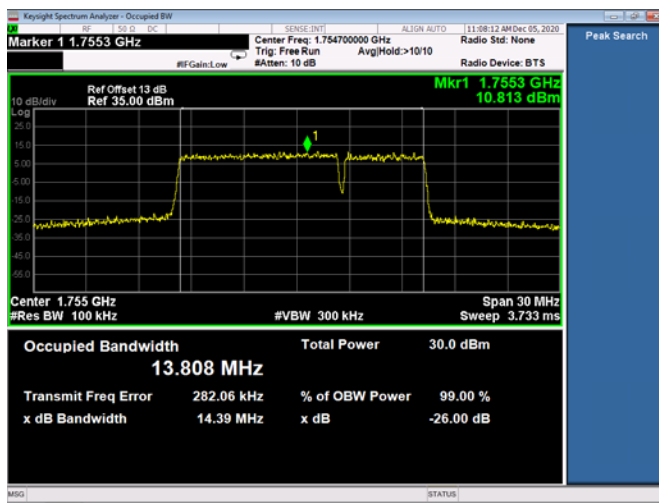 Keysight Spectrum Analyzer - Occupied BW
RF 50 Ω DC SENSE:INT ALIGN AUTO 11:08:12 AM Dec 05, 2020
Marker 1 1.7553 GHz Center Freq: 1.754700000 GHz Radio Std: None Peak Search
Trig: Free Run Avg|Hold:>10/10
#IFGain:Low #Atten: 10 dB Radio Device: BTS
Ref Offset 13 dB Mkr1 1.7553 GHz
10 dB/div Ref 35.00 dBm 10.813 dBm
Log
25.0
1
15.0
5.00
-5.00
-15.0
-25.0
-35.0
-45.0
-55.0
Center 1.755 GHz Span 30 MHz
#Res BW 100 kHz #VBW 300 kHz Sweep 3.733 ms
Occupied Bandwidth Total Power 30.0 dBm
13.808 MHz
Transmit Freq Error 282.06 kHz % of OBW Power 99.00 %
x dB Bandwidth 14.39 MHz x dB -26.00 dB
MSG STATUS